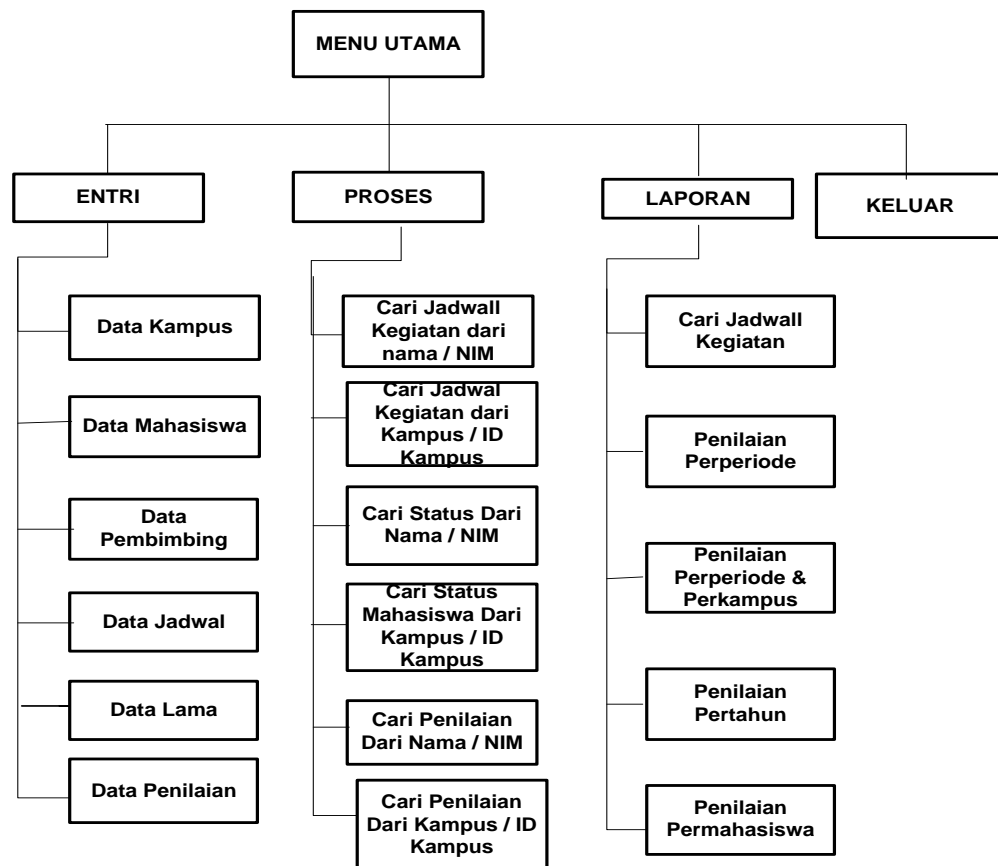 MENU UTAMA
ENTRI
PROSES
LAPORAN
KELUAR
Data Kampus
Data Mahasiswa
Data
Pembimbing
Data Jadwal
Data Lama
Data Penilaian
Cari Jadwall
Kegiatan dari
nama / NIM
Cari Jadwal
Kegiatan dari
Kampus / ID
Kampus
Cari Status Dari
Nama / NIM
Cari Status
Mahasiswa Dari
Kampus / ID
Kampus
Cari Penilaian
Dari Nama / NIM
Cari Penilaian
Dari Kampus / ID
Kampus
Cari Jadwall
Kegiatan
Penilaian
Perperiode
Penilaian
Perperiode &
Perkampus
Penilaian
Pertahun
Penilaian
Permahasiswa